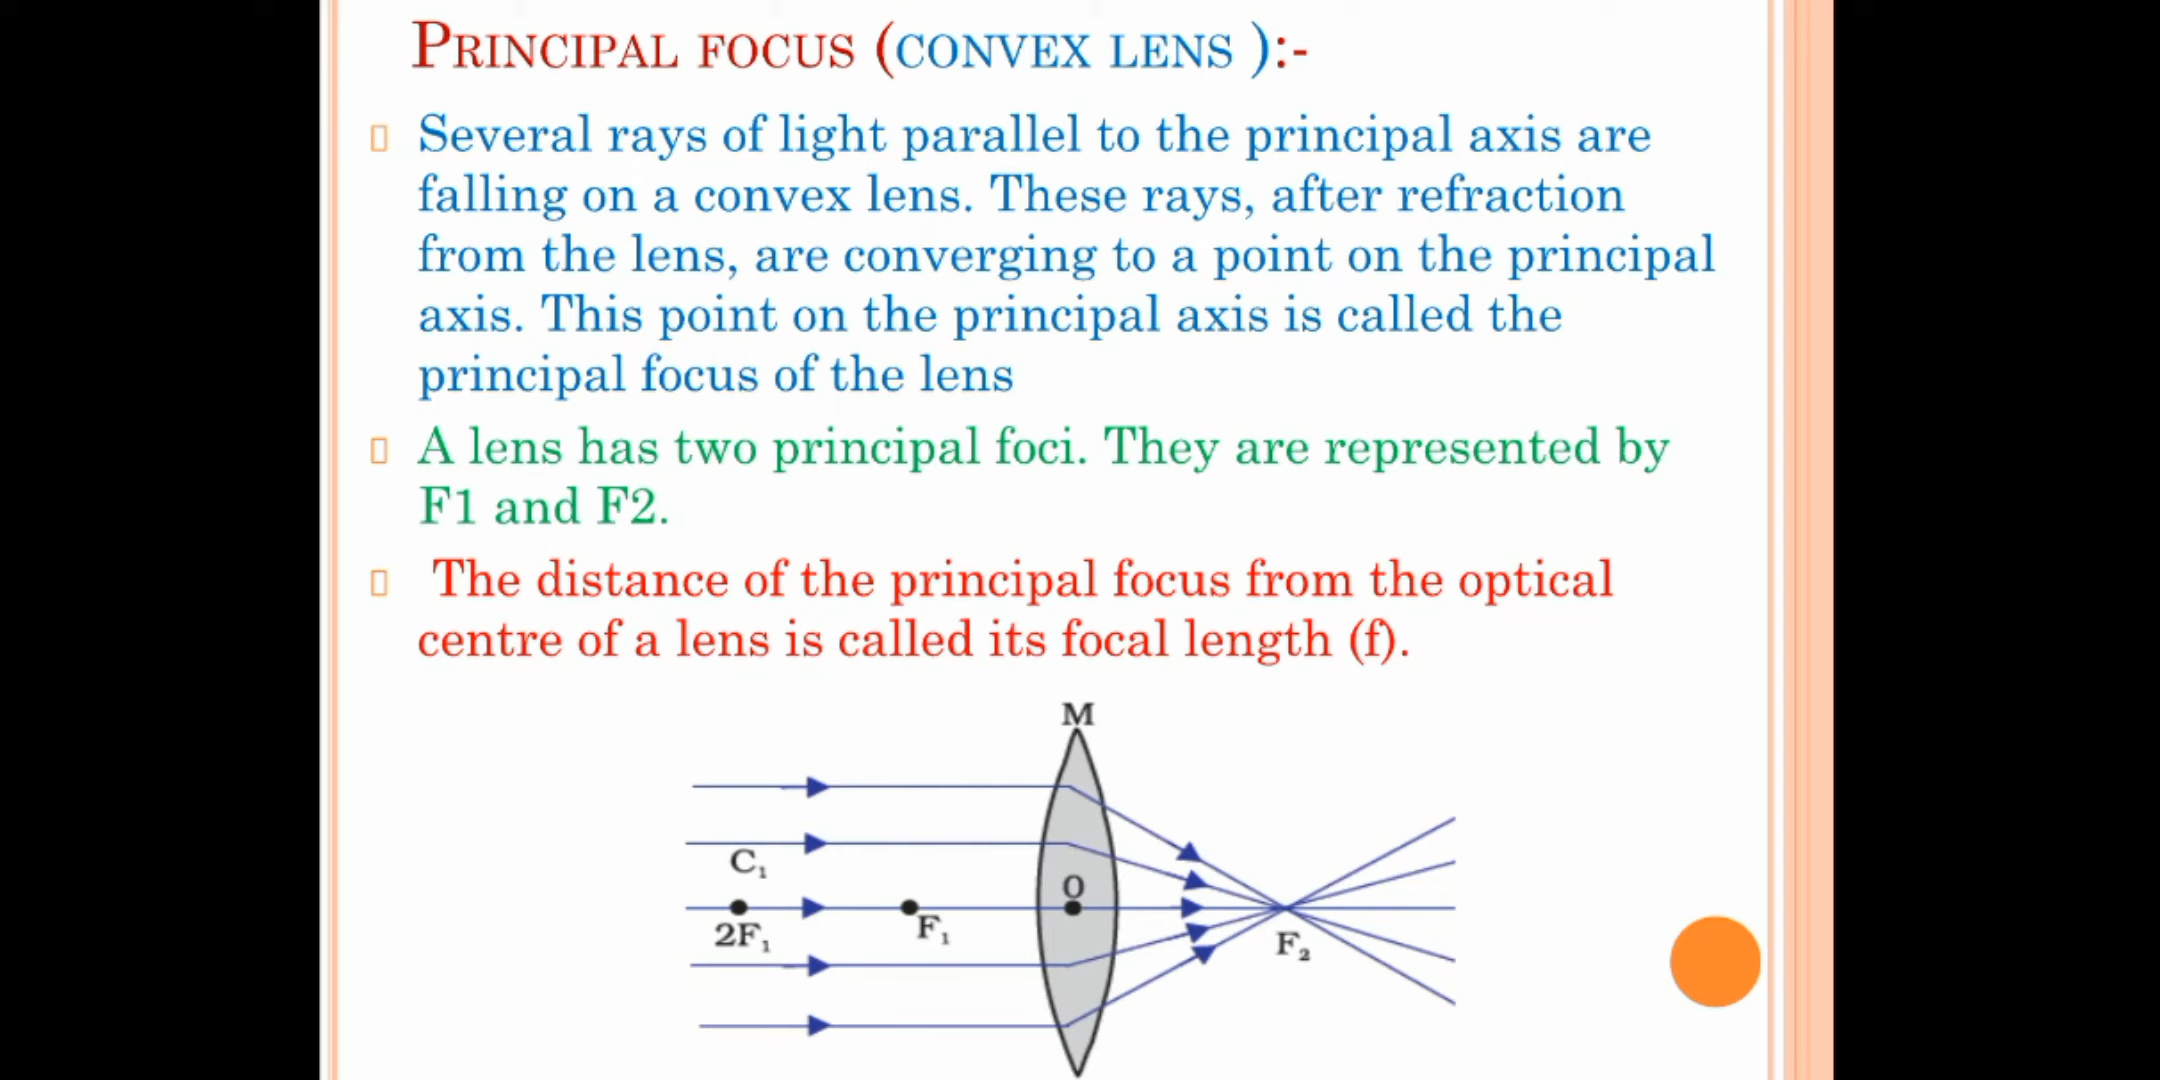 PRINCIPAL FOCUS (CONVEX LENS ):-
Several rays of light parallel to the principal axis are
falling on a convex lens. These rays, after refraction
from the lens, are converging to a point on the principal
axis. This point on the principal axis is called the
principal focus of the lens
A lens has two principal foci. They are represented by
F1 and F2.
The distance of the principal focus from the optical
centre of a lens is called its focal length (f).
M
C₁
O
2F₁
F₁
F₂